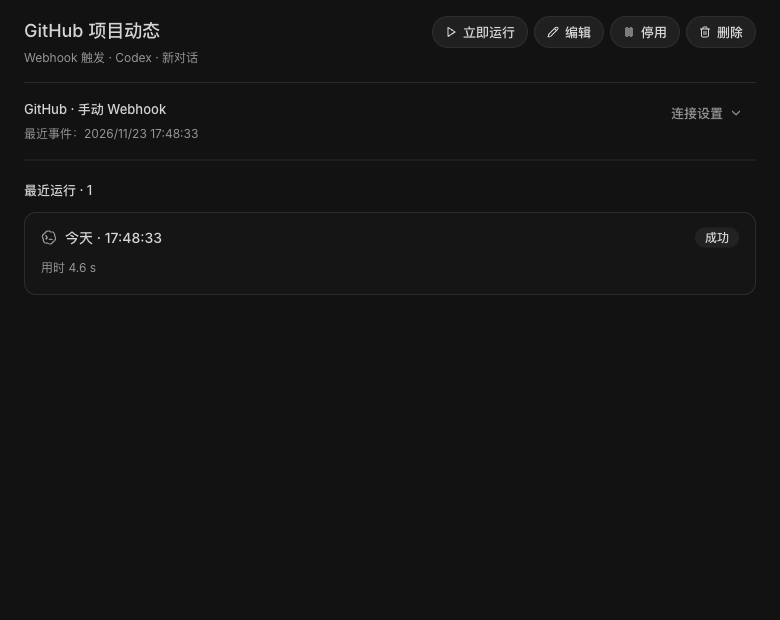 GitHub 项目动态
立即运行 编辑 停用 删除
Webhook 触发 · Codex · 新对话
GitHub · 手动 Webhook
连接设置
最近事件：2026/11/23 17:48:33
最近运行 · 1
今天 · 17:48:33
成功
用时 4.6 s